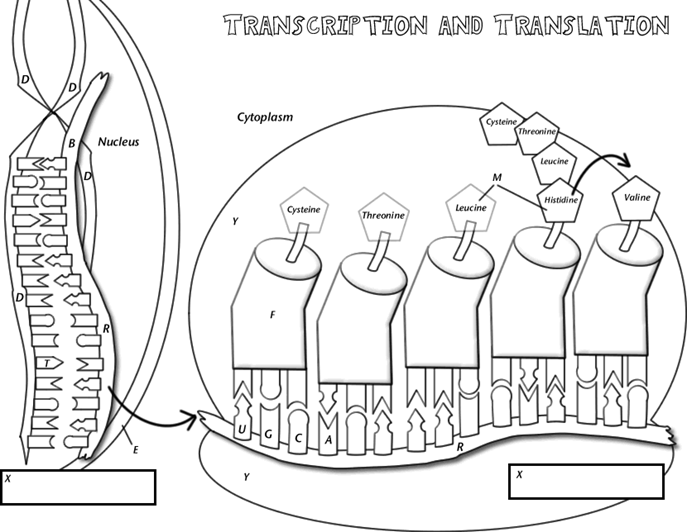 TRANSCRIPTION AND TRANSLATION
D
D
B
Nucleus
D
D
R
T
E
X
Cytoplasm
Cysteine
Threonine
Leucine
M
Histidine
Valine
Cysteine
Threonine
Leucine
Y
F
U
G
C
A
R
Y
X